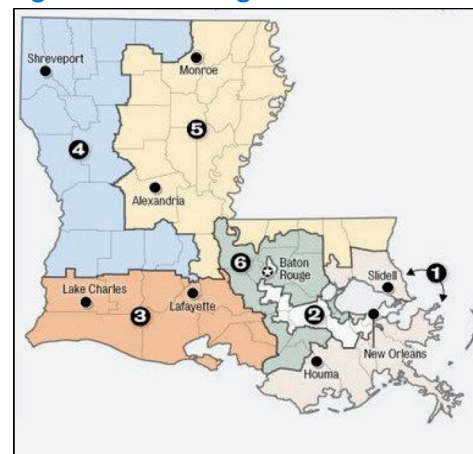 Shreveport
Monroe
5
4
Alexandria
6
Baton
Rouge
Slidell
1
Lake Charles
Lafayette
3
2
New Orleans
Houma